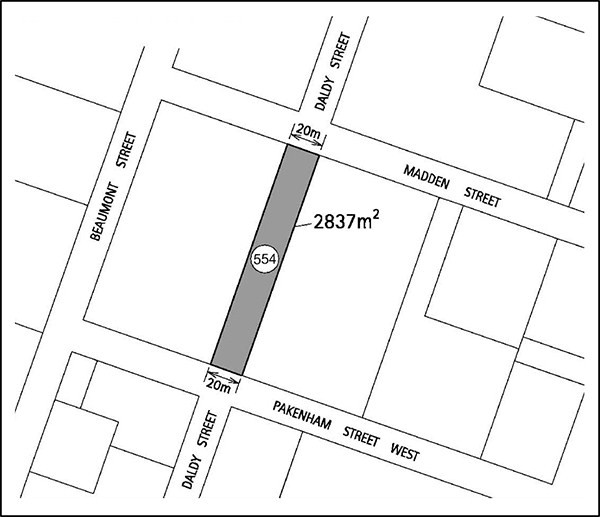 DALDY STREET
20m
MADDEN STREET
BEAUMONT STREET
2837m²
554
20m
PAKENHAM STREET WEST
DALDY STREET